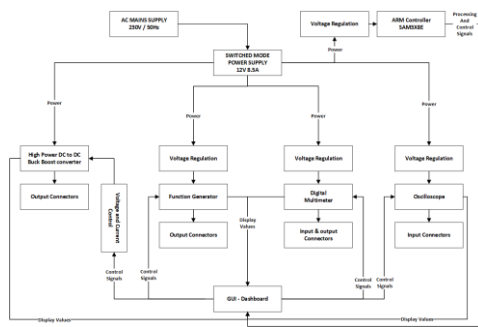 AC MAINS SUPPLY
230V / 50Hz
Voltage Regulation
ARM Controller
SAM3X8E
Processing
And
Control
Signals
Power
SWITCHED MODE
POWER SUPPLY
12V 8.5A
Power
Power
Power
Power
High Power DC to DC
Buck Boost converter
Voltage Regulation
Voltage Regulation
Voltage Regulation
Output Connectors
Voltage and Current
Control
Function Generator
Digital
Multimeter
Oscilloscope
Output Connectors
Display
Values
Input & output
Connectors
Input Connectors
Control
Signals
Control
Signals
Control
Signals
Control
Signals
GUI - Dashboard
Display Values
Display Values